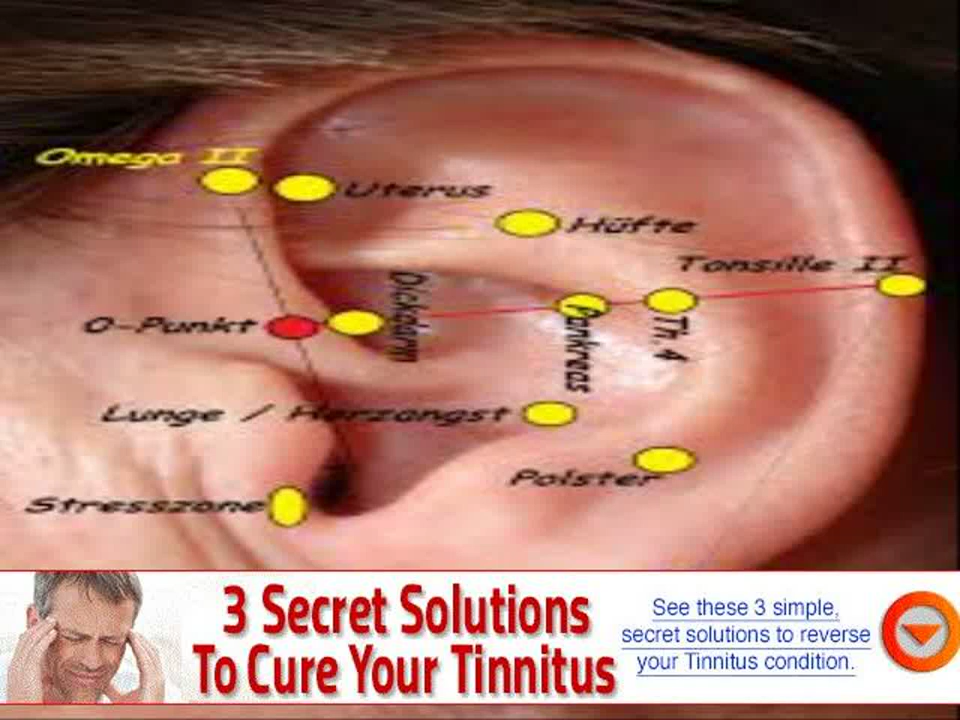 Omega II
Uterus
Hüfte
Tonsille II
O-Punkt
Dickdarm
Pankreas
Th. 4
Lunge / Herzangst
Polster
Stresszone
3 Secret Solutions
To Cure Your Tinnitus
See these 3 simple,
secret solutions to reverse
your Tinnitus condition.